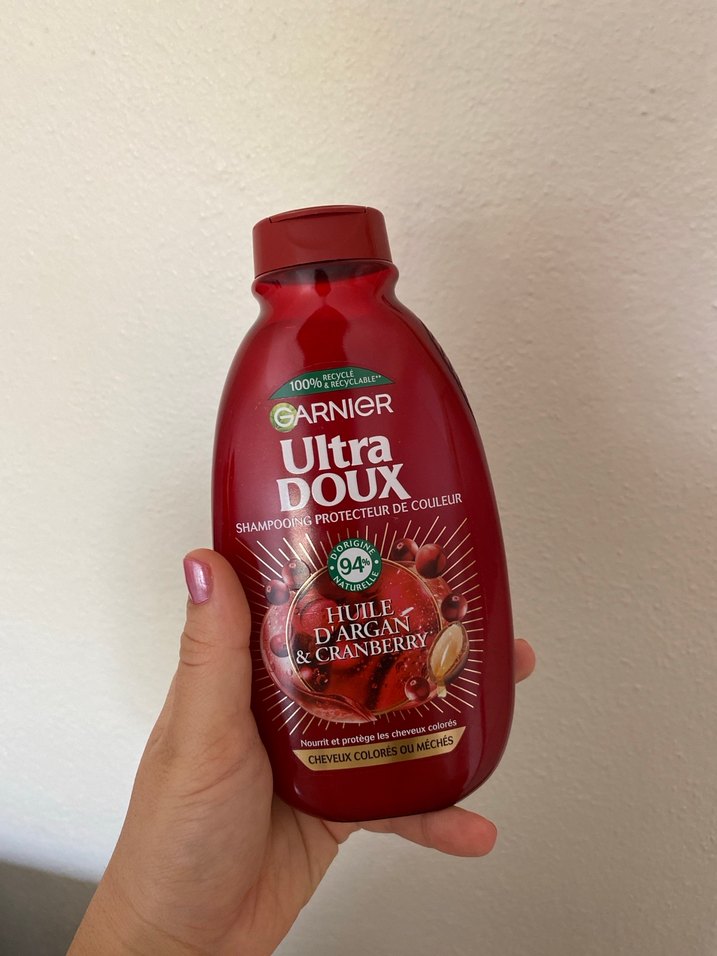 100% RECYCLÉ
& RECYCLABLE**
GARNIER
Ultra
DOUX
SHAMPOOING PROTECTEUR DE COULEUR
D'ORIGINE
94%
NATURELLE
HUILE
D'ARGAN
& CRANBERRY
Nourrit et protège les cheveux colorés
CHEVEUX COLORÉS OU MÉCHÉS